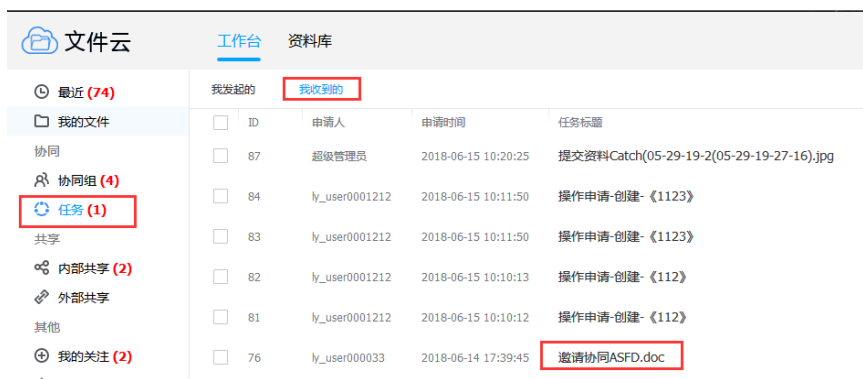 文件云 工作台 资料库
最近 (74)
我的文件
协同
协同组 (4)
任务 (1)
共享
内部共享 (2)
外部共享
其他
我的关注 (2)
我发起的 我收到的
ID 申请人 申请时间 任务标题
87 超级管理员 2018-06-15 10:20:25 提交资料Catch(05-29-19-2(05-29-19-27-16).jpg
84 ly_user0001212 2018-06-15 10:11:50 操作申请-创建-《1123》
83 ly_user0001212 2018-06-15 10:11:50 操作申请-创建-《1123》
82 ly_user0001212 2018-06-15 10:10:13 操作申请-创建-《112》
81 ly_user0001212 2018-06-15 10:10:12 操作申请-创建-《112》
76 ly_user000033 2018-06-14 17:39:45 邀请协同ASFD.doc